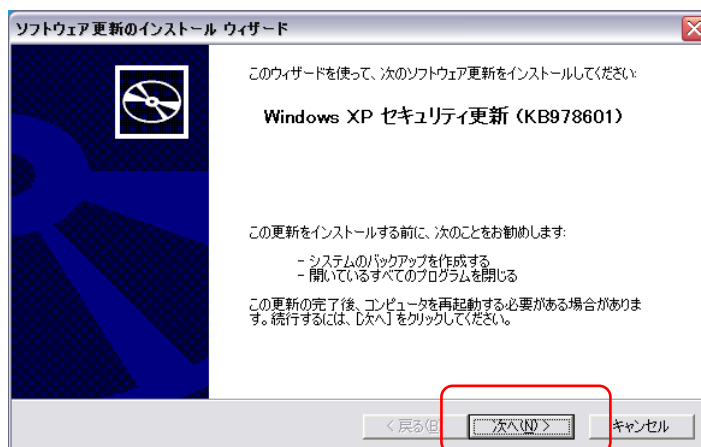 ソフトウェア更新のインストール ウィザード
このウィザードを使って、次のソフトウェア更新をインストールしてください:
Windows XP セキュリティ更新 (KB978601)
この更新をインストールする前に、次のことをお勧めします:
- システムのバックアップを作成する
- 開いているすべてのプログラムを閉じる
この更新の完了後、コンピュータを再起動する必要がある場合がありま
す。続行するには、[次へ] をクリックしてください。
< 戻る(B) 次へ(N) > キャンセル